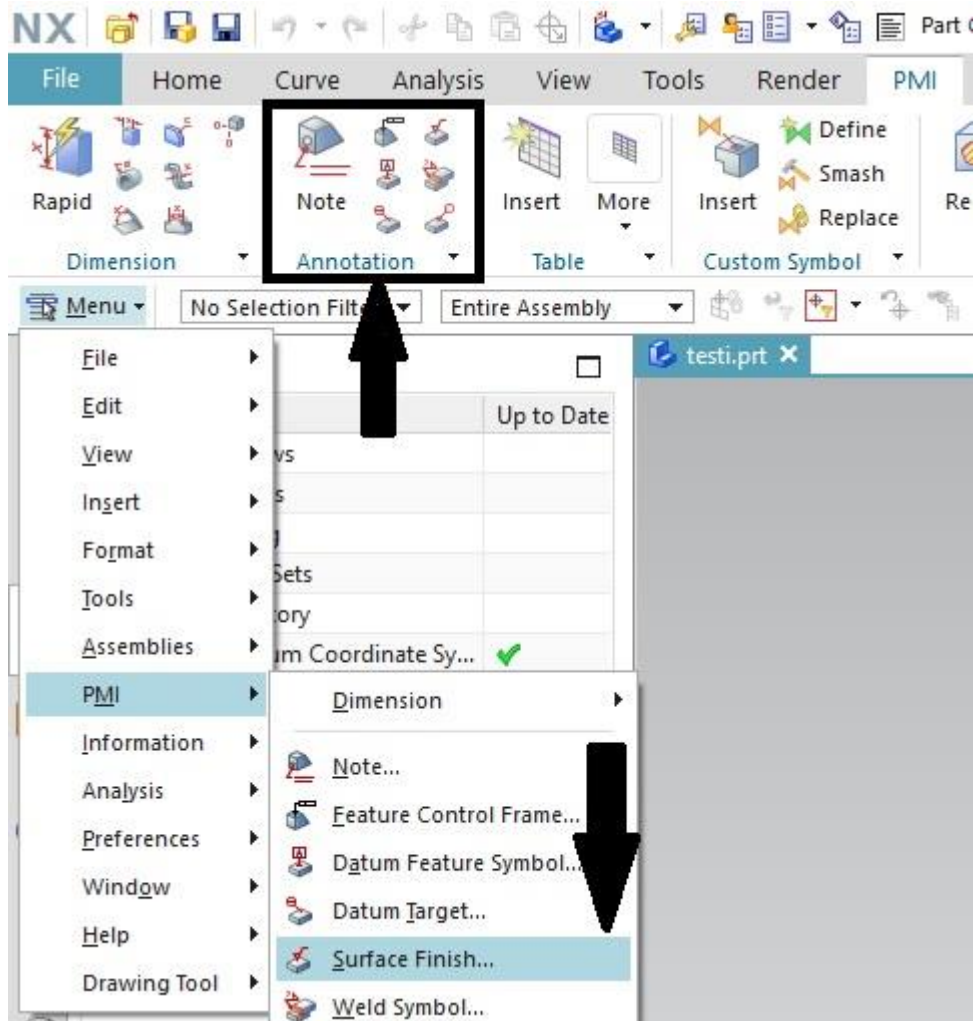 NX Part
File Home Curve Analysis View Tools Render PMI
Define
Smash
Rapid Note Insert More Insert Replace
Dimension Annotation Table Custom Symbol
Menu No Selection Entire Assembly
testi.prt
File
Edit Up to Date
View
Insert
Format
Tools Sets
Assemblies Coordinate Sy...
PMI Dimension
Information
Note...
Analysis
Feature Control Frame...
Preferences
Datum Feature Symbol...
Window
Datum Target...
Help
Surface Finish...
Drawing Tool
Weld Symbol...